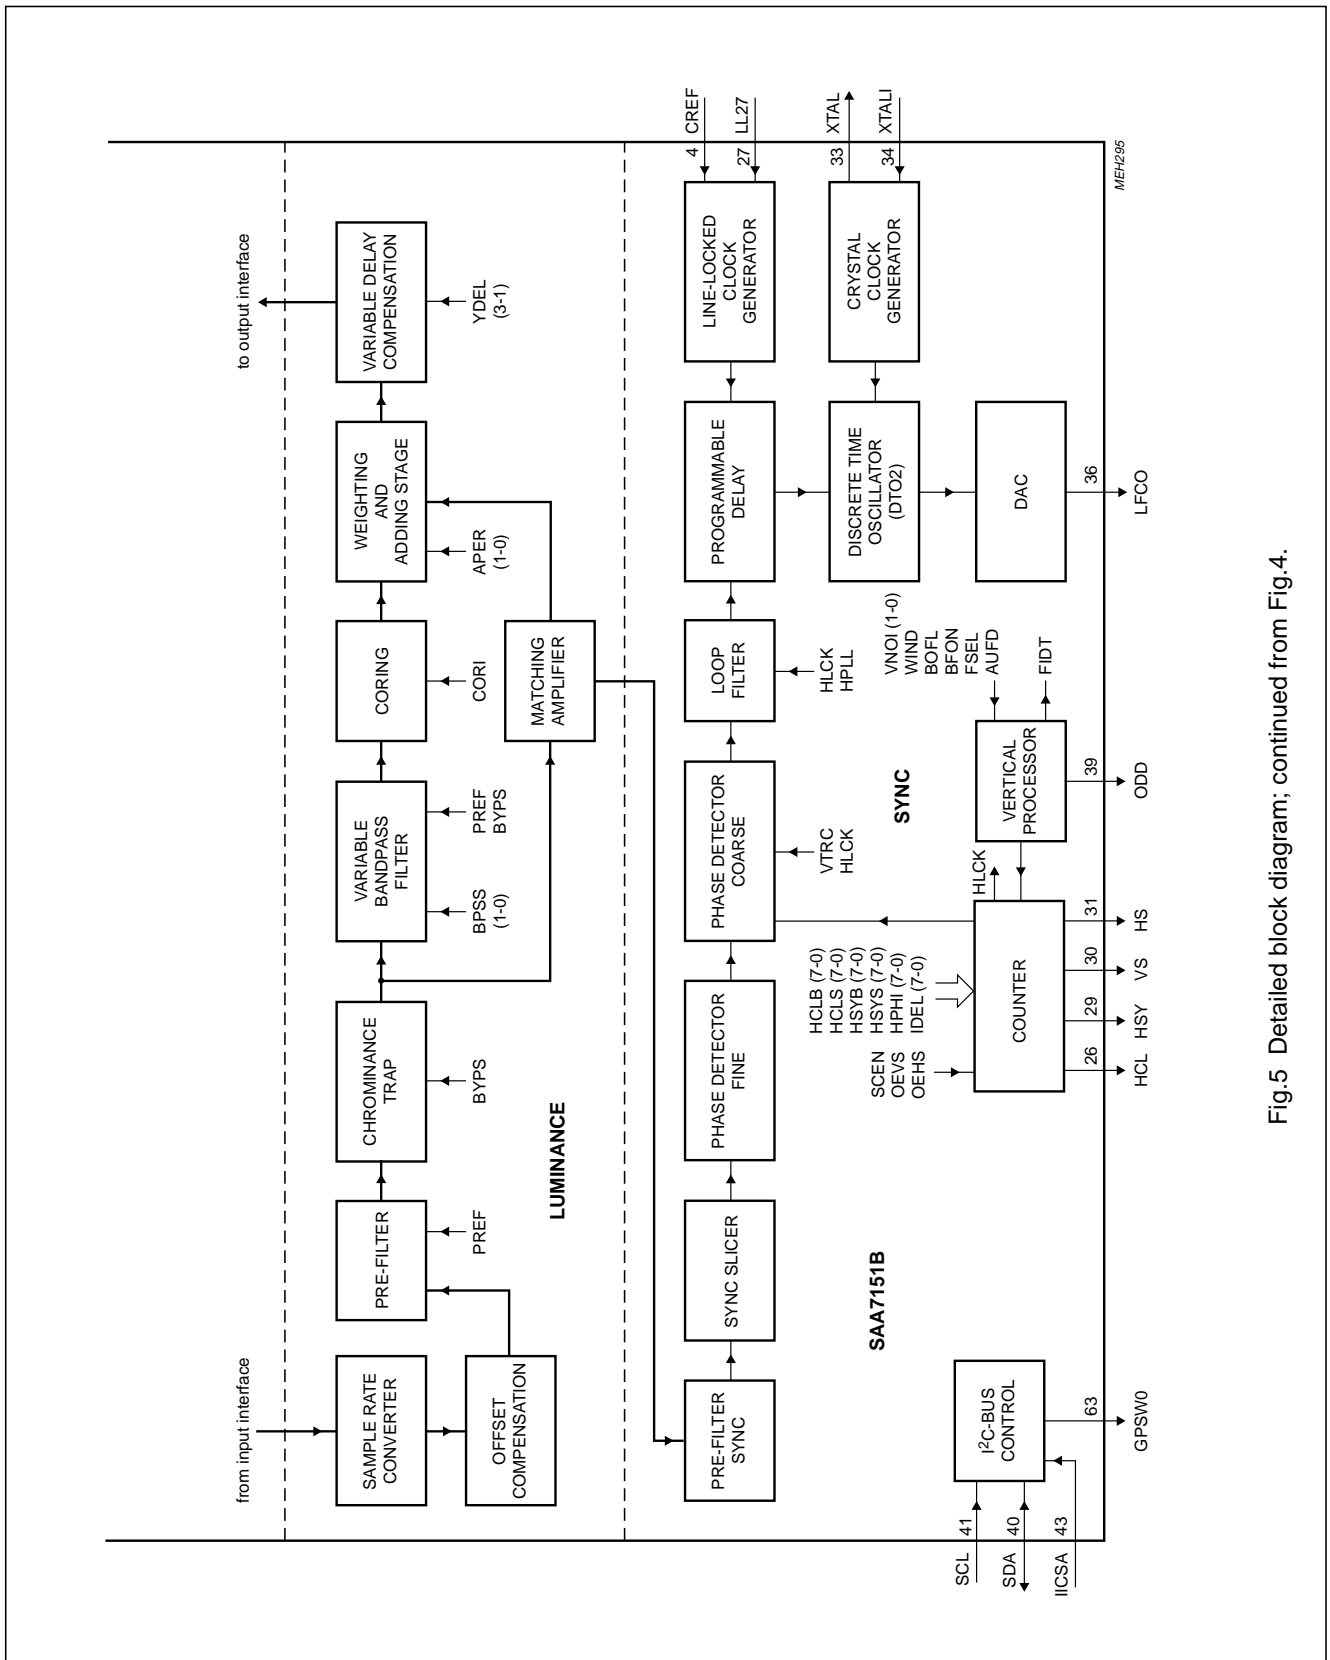 from input interface
to output interface
SAMPLE RATE
CONVERTER
OFFSET
COMPENSATION
PRE-FILTER
PREF
CHROMINANCE
TRAP
BYPS
VARIABLE
BANDPASS
FILTER
BPSS
(1-0)
PREF
BYPS
CORING
CORI
WEIGHTING
AND
ADDING STAGE
APER
(1-0)
VARIABLE DELAY
COMPENSATION
YDEL
(3-1)
MATCHING
AMPLIFIER
LUMINANCE
PRE-FILTER
SYNC
SYNC SLICER
PHASE DETECTOR
FINE
PHASE DETECTOR
COARSE
VTRC
HLCK
LOOP
FILTER
HLCK
HPLL
PROGRAMMABLE
DELAY
LINE-LOCKED
CLOCK
GENERATOR
4 CREF
27 LL27
DISCRETE TIME
OSCILLATOR
(DTO2)
CRYSTAL
CLOCK
GENERATOR
33 XTAL
34 XTALI
DAC
36
LFCO
SAA7151B
SYNC
VNOI (1-0)
WIND
BOFL
BFON
FSEL
AUFD
FIDT
VERTICAL
PROCESSOR
39
ODD
HLCK
HCLB (7-0)
HCLS (7-0)
HSYB (7-0)
HSYS (7-0)
HPHI (7-0)
IDEL (7-0)
SCEN
OEVS
OEHS
COUNTER
26
HCL
29
HSY
30
VS
31
HS
I²C-BUS
CONTROL
SCL 41
SDA 40
IICSA 43
63
GPSW0
MEH295
Fig.5 Detailed block diagram; continued from Fig.4.